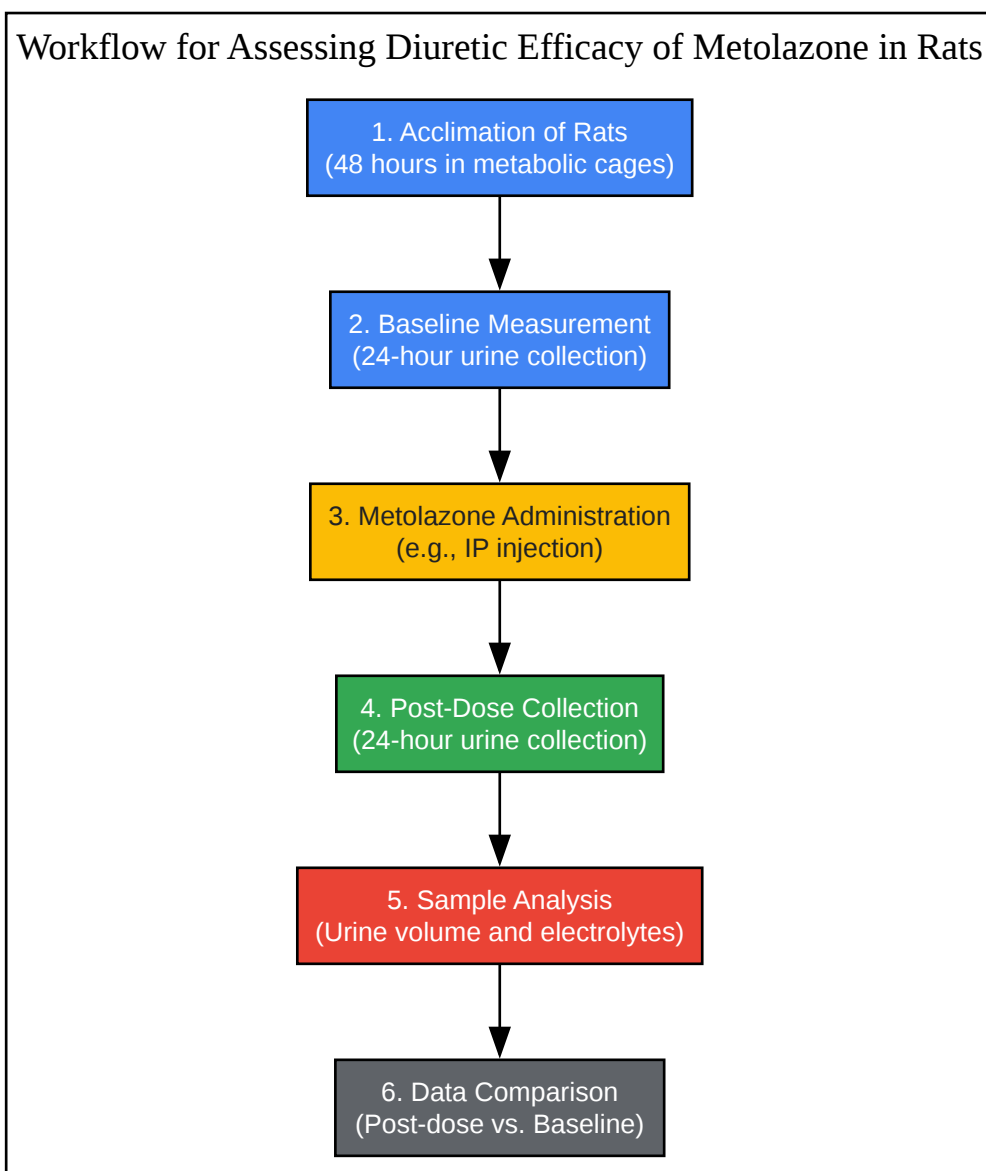 Workflow for Assessing Diuretic Efficacy of Metolazone in Rats
1. Acclimation of Rats
(48 hours in metabolic cages)
2. Baseline Measurement
(24-hour urine collection)
3. Metolazone Administration
(e.g., IP injection)
4. Post-Dose Collection
(24-hour urine collection)
5. Sample Analysis
(Urine volume and electrolytes)
6. Data Comparison
(Post-dose vs. Baseline)